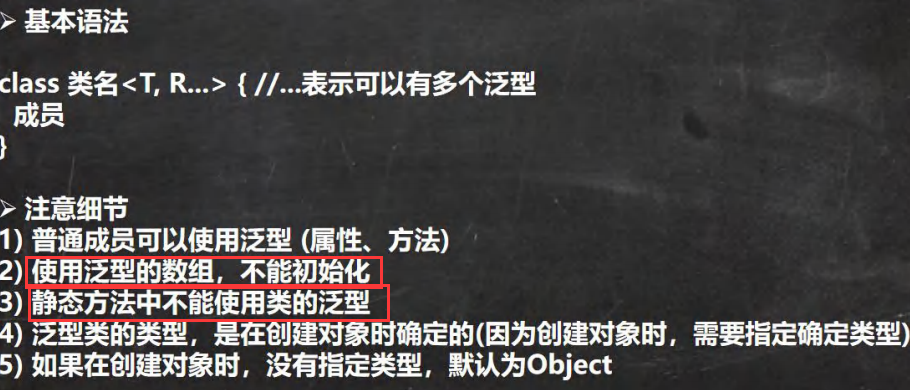 ➢ 基本语法
class 类名<T, R...> { //...表示可以有多个泛型
成员
}
➢ 注意细节
1) 普通成员可以使用泛型 (属性、方法)
2) 使用泛型的数组，不能初始化
3) 静态方法中不能使用类的泛型
4) 泛型类的类型，是在创建对象时确定的(因为创建对象时，需要指定确定类型)
5) 如果在创建对象时，没有指定类型，默认为Object